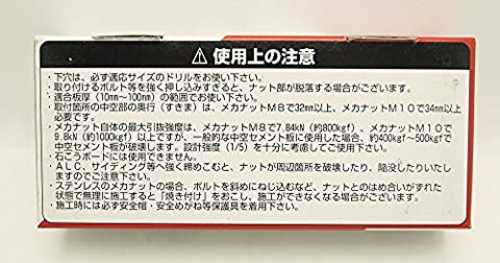 ⚠ 使用上の注意
・下穴は、必ず適応サイズのドリルをお使い下さい。
・取り付けるボルト等を強く押し込みすぎると、ナット部が脱落する場合がございます。
・適合板厚(10mm~100mm)の範囲でお使い下さい。
・取付箇所の中空部の奥行(すきま)は、メカナットM8で32mm以上、メカナットM10で34mm以上
必要です。
・メカナット自体の最大引抜強度は、メカナットM8で7.84kN(約800kgf)、メカナットM10で
9.8kN(約1000kgf)以上ですが、一般的な中空セメント板に使用した場合、約400kgf~500kgfで
中空セメント板が破壊します。設計強度(1/5)を十分に考慮してご使用下さい。
・石こうボードには使用できません。
・ALC、サイディング等へ強く締めこむと、ナットが周辺箇所を破壊したり、陥没したりいたし
ますのでご注意下さい。
・ステンレスのメカナットの場合、ボルトを斜めにねじ込むなど、ナットとのはめ合いがずれた
状態で無理に施工すると「焼き付け」をおこし、施工ができなくなる場合がございます。
・施工時には必ず安全帽・安全めがね等保護具を着用下さい。